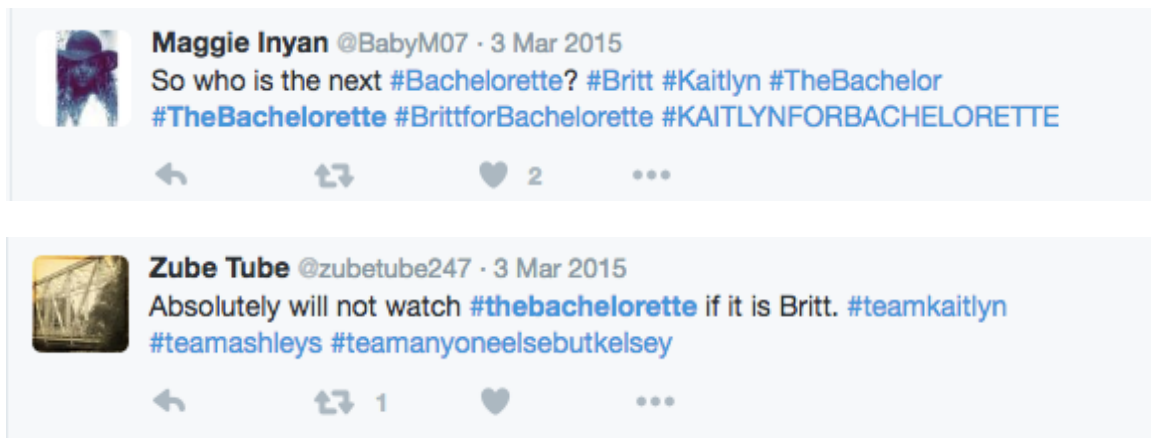 Maggie Inyan @BabyM07 · 3 Mar 2015
So who is the next #Bachelorette? #Britt #Kaitlyn #TheBachelor
#TheBachelorette #BrittforBachelorette #KAITLYNFORBACHELORETTE
2
Zube Tube @zubetube247 · 3 Mar 2015
Absolutely will not watch #thebachelorette if it is Britt. #teamkaitlyn
#teamashleys #teamanyoneelsebutkelsey
1